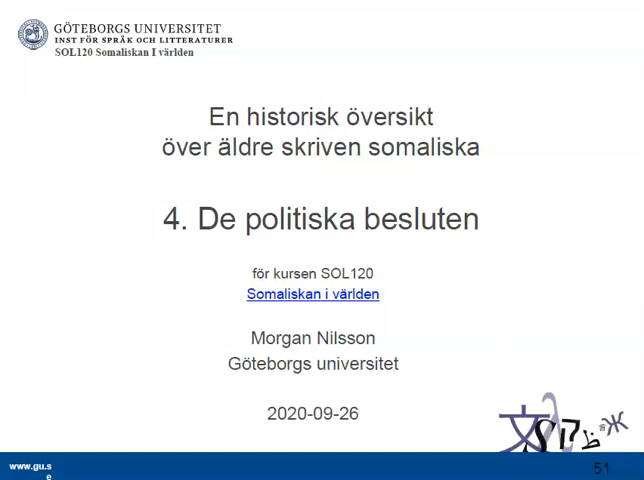 GÖTEBORGS UNIVERSITET
INST FÖR SPRÅK OCH LITTERATURER
SOL120 Somaliskan I världen
En historisk översikt
över äldre skriven somaliska
4. De politiska besluten
för kursen SOL120
Somaliskan i världen
Morgan Nilsson
Göteborgs universitet
2020-09-26
www.gu.s
e
51